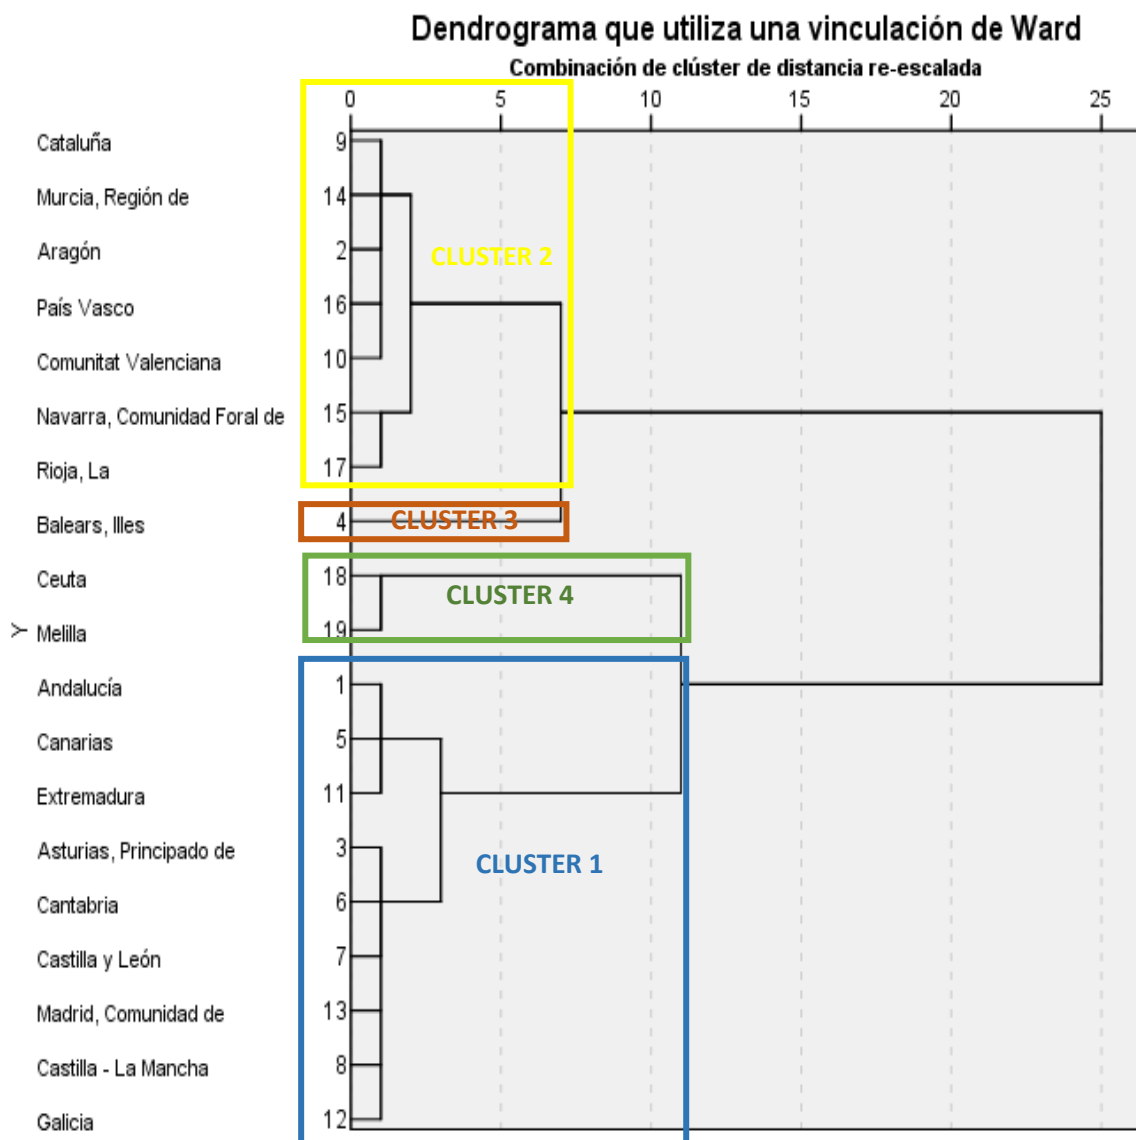 Dendrograma que utiliza una vinculación de Ward
Combinación de clúster de distancia re-escalada
0 5 10 15 20 25
Cataluña 9
Murcia, Región de 14
Aragón 2
CLUSTER 2
País Vasco 16
Comunitat Valenciana 10
Navarra, Comunidad Foral de 15
Rioja, La 17
Balears, Illes 4 CLUSTER 3
Ceuta 18
CLUSTER 4
Y Melilla 19
Andalucía 1
Canarias 5
Extremadura 11
Asturias, Principado de 3
CLUSTER 1
Cantabria 6
Castilla y León 7
Madrid, Comunidad de 13
Castilla - La Mancha 8
Galicia 12